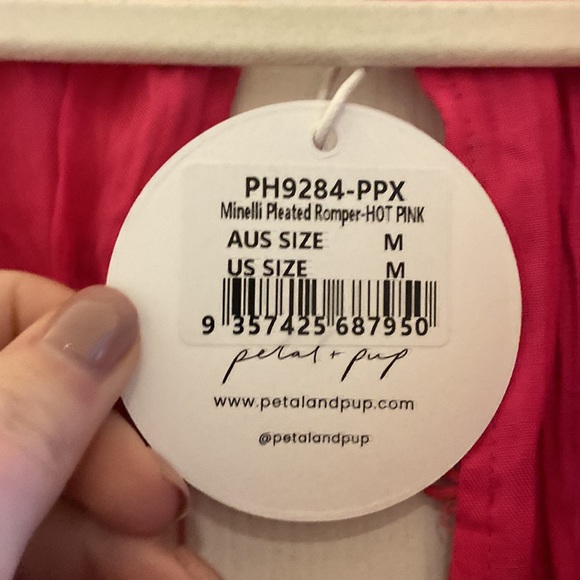 PH9284-PPX
Minelli Pleated Romper-HOT PINK
AUS SIZE M
US SIZE M
9 357425 687950
petal + pup
www.petalandpup.com
@petalandpup